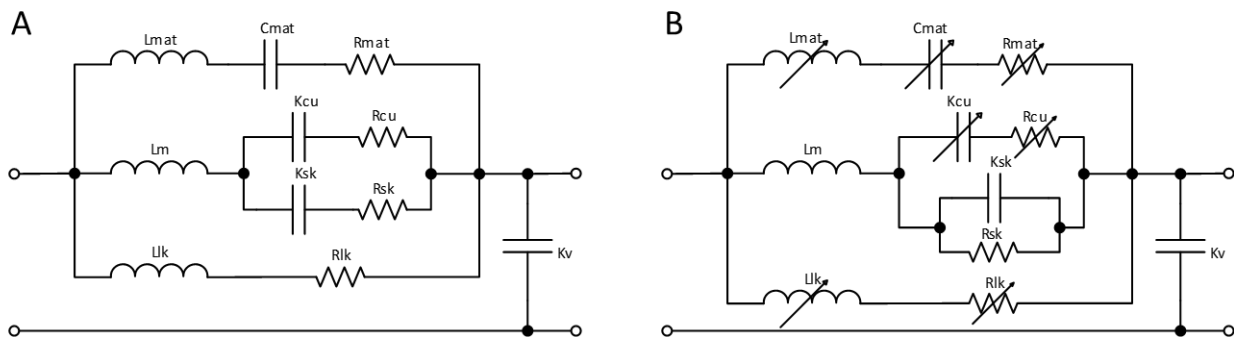 A
Lmat
Cmat
Rmat
Kcu
Rcu
Lm
Ksk
Rsk
Llk
Rlk
Kv
B
Lmat
Cmat
Rmat
Kcu
Rcu
Lm
Ksk
Rsk
Llk
Rlk
Kv